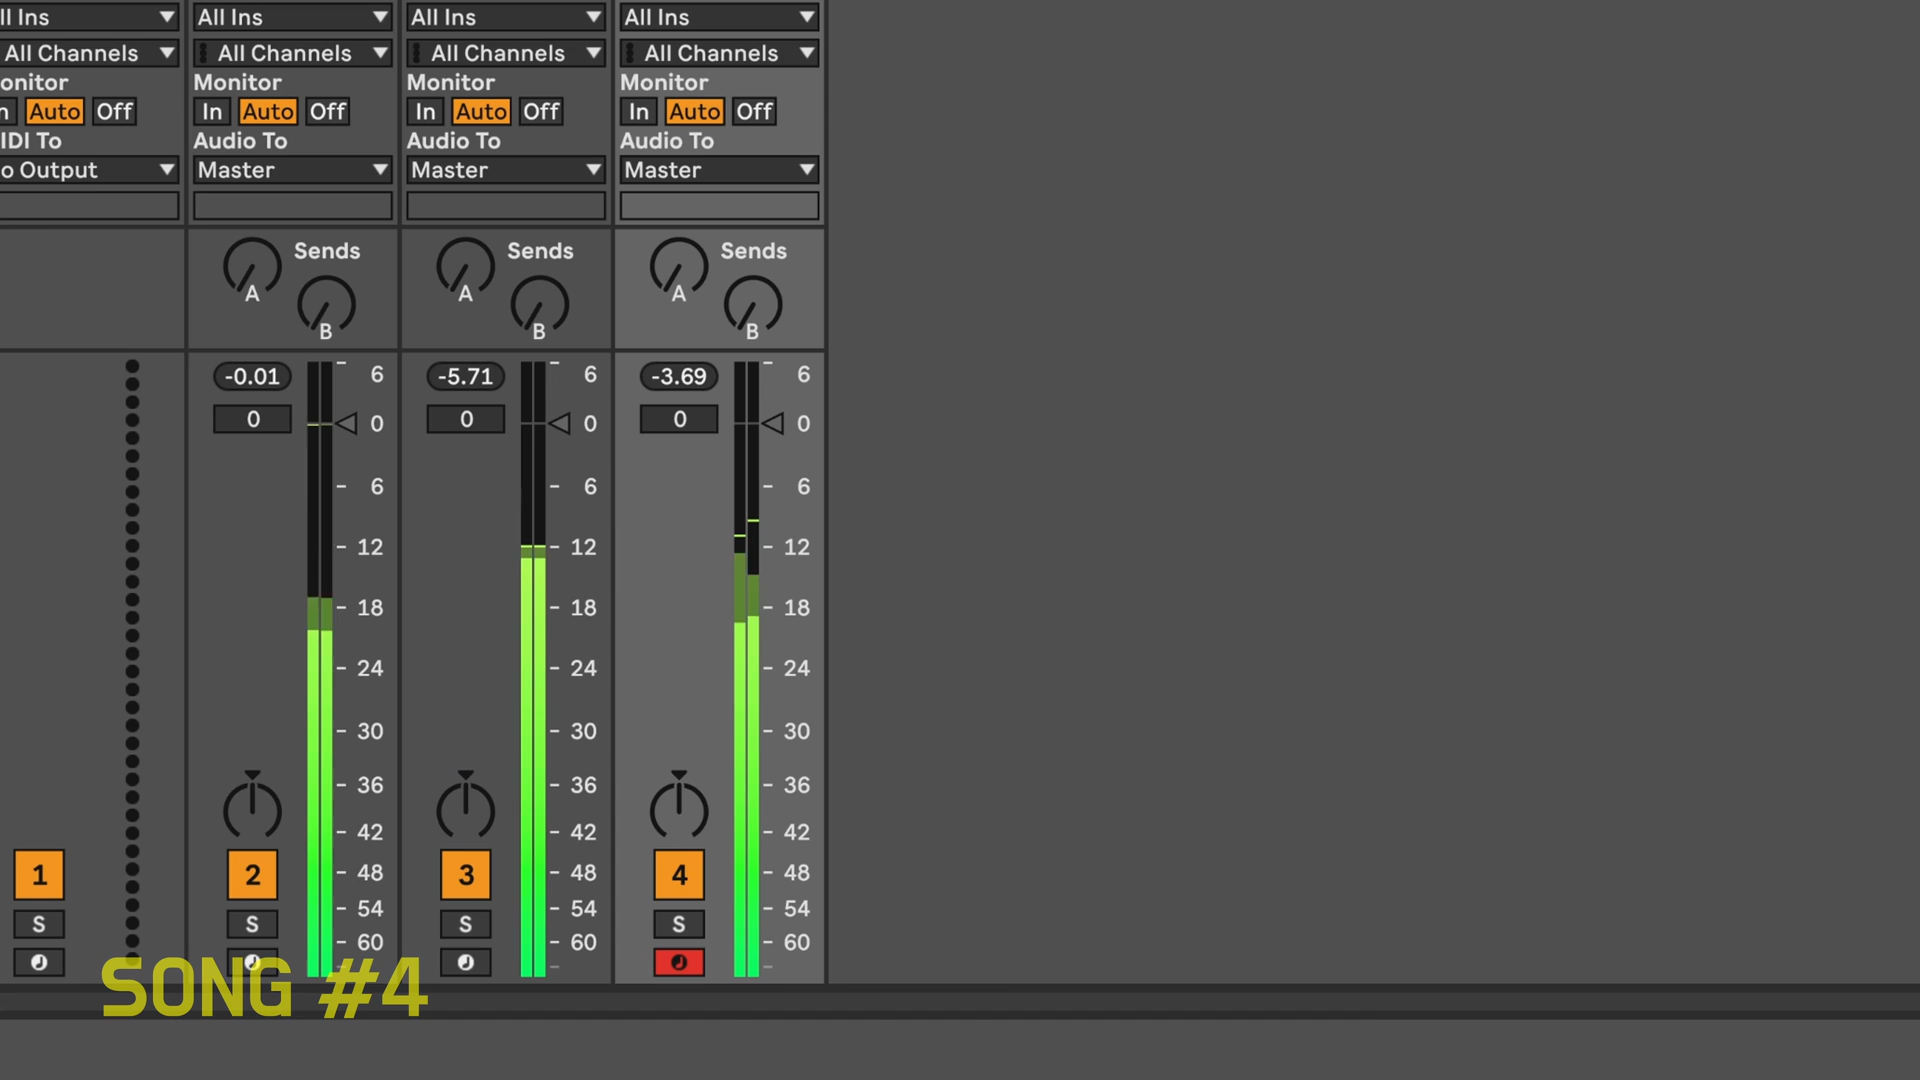 ll Ins
All Channels
onitor
n Auto Off
IDI To
o Output
1
S
All Ins
All Channels
Monitor
In Auto Off
Audio To
Master
Sends
A
B
-0.01
0
6
0
6
12
18
24
30
36
42
48
54
60
2
S
All Ins
All Channels
Monitor
In Auto Off
Audio To
Master
Sends
A
B
-5.71
0
6
0
6
12
18
24
30
36
42
48
54
60
3
S
All Ins
All Channels
Monitor
In Auto Off
Audio To
Master
Sends
A
B
-3.69
0
6
0
6
12
18
24
30
36
42
48
54
60
4
S
SONG #4